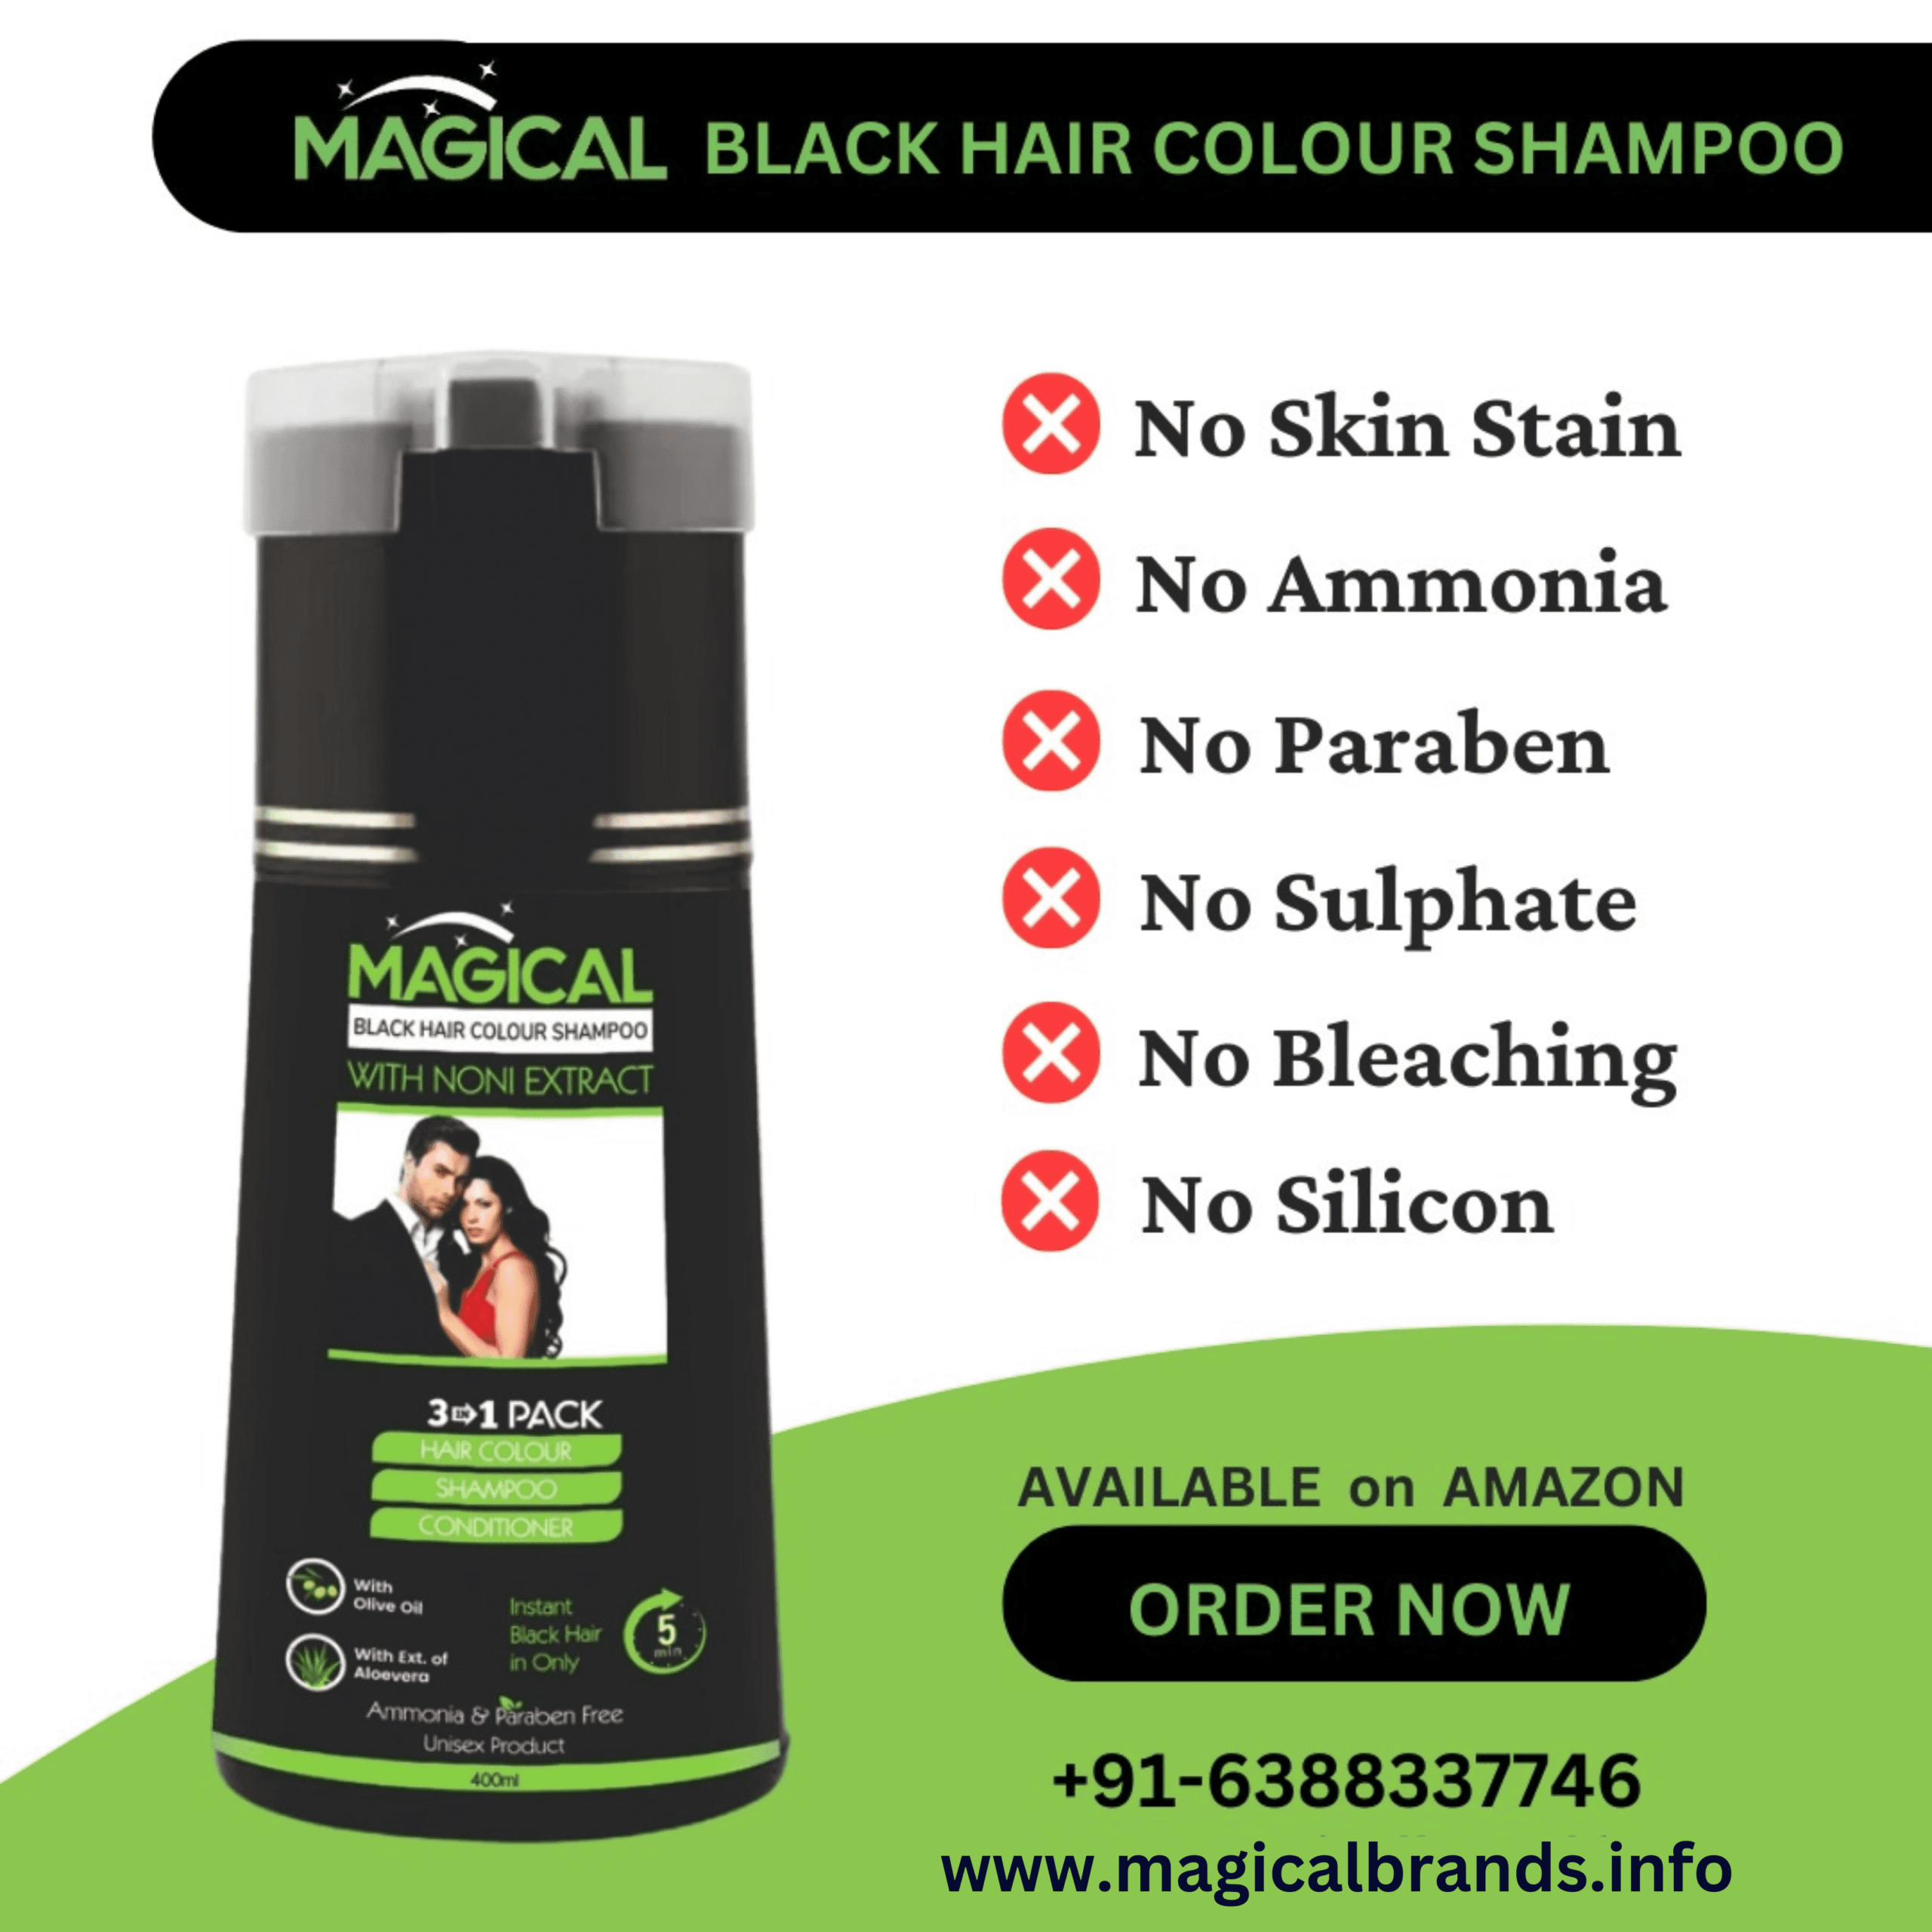 MAGICAL BLACK HAIR COLOUR SHAMPOO
No Skin Stain
No Ammonia
No Paraben
No Sulphate
No Bleaching
No Silicon
MAGICAL
BLACK HAIR COLOUR SHAMPOO
WITH NONI EXTRACT
3 IN 1 PACK
HAIR COLOUR
SHAMPOO
CONDITIONER
With
Olive Oil
With Ext. of
Aloevera
Instant
Black Hair
in Only
5
min
Ammonia & Paraben Free
Unisex Product
400ml
AVAILABLE on AMAZON
ORDER NOW
+91-6388337746
www.magicalbrands.info